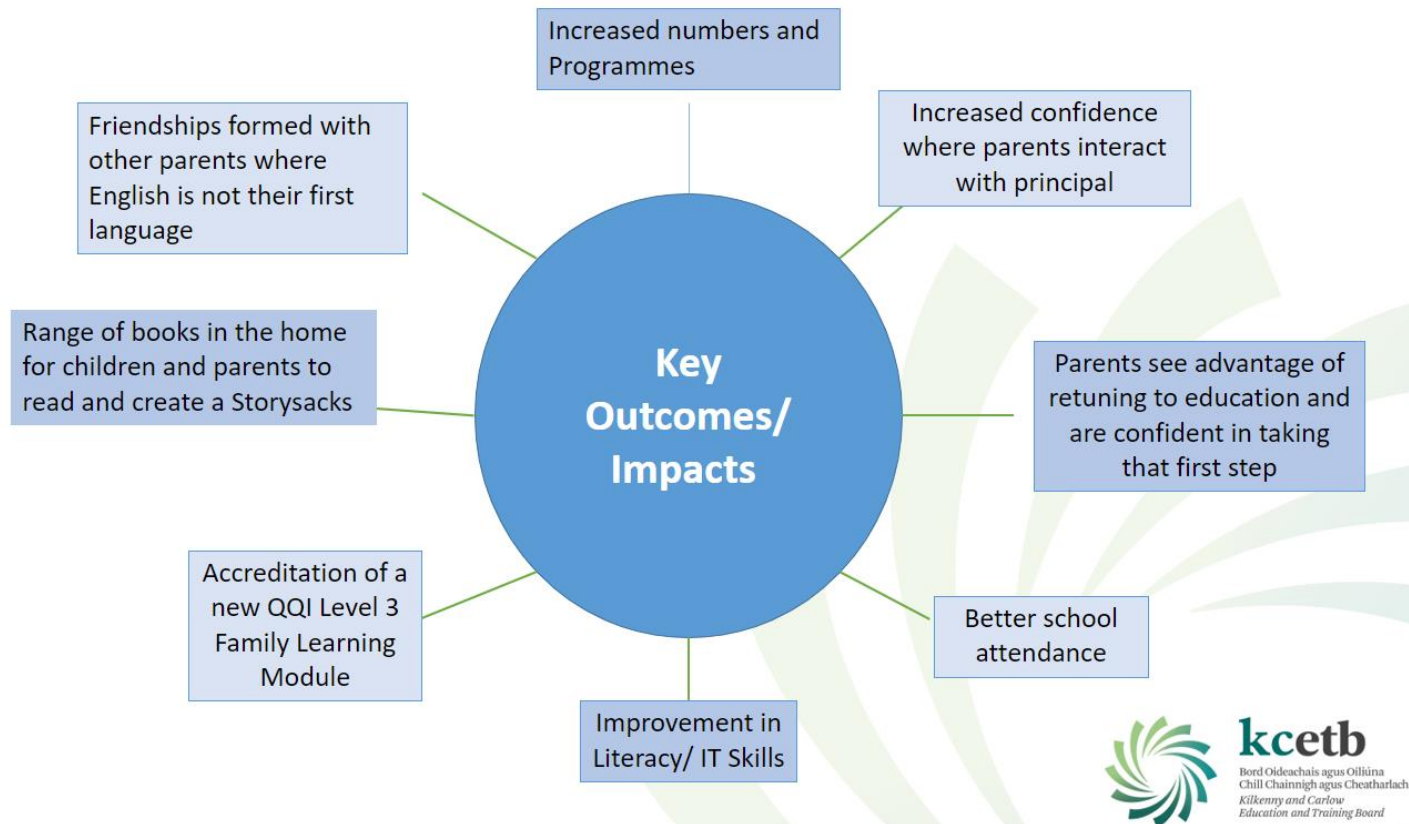 Increased numbers and
Programmes
Increased confidence
where parents interact
with principal
Parents see advantage of
retuning to education and
are confident in taking
that first step
Better school
attendance
Improvement in
Literacy/ IT Skills
Accreditation of a
new QQI Level 3
Family Learning
Module
Range of books in the home
for children and parents to
read and create a Storysacks
Friendships formed with
other parents where
English is not their first
language
Key
Outcomes/
Impacts
kcetb
Bord Oideachais agus Oiliúna
Chill Chainnigh agus Cheatharlach
Kilkenny and Carlow
Education and Training Board